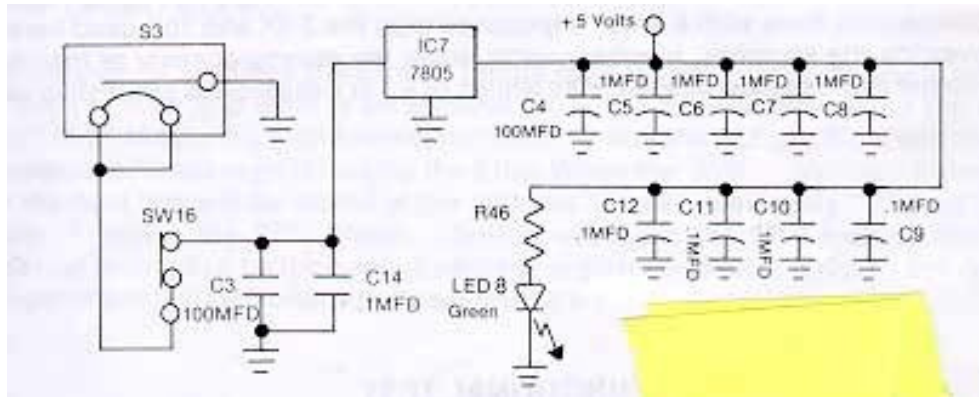 +5 Volts
S3
IC7
7805
.1MFD .1MFD .1MFD .1MFD
C4 C5 C6 C7 C8
100MFD
R46
C12 C11 C10 .1MFD
.1MFD .1MFD .1MFD C9
SW16
C3 C14
100MFD .1MFD
LED 8
Green